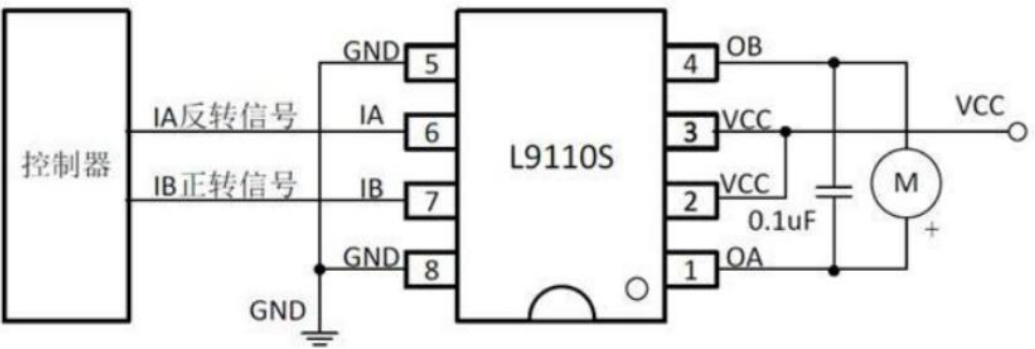 控制器
IA反转信号
IB正转信号
GND
IA
IB
GND
GND
5
6
7
8
L9110S
4
3
2
1
OB
VCC
VCC
OA
0.1uF
M
+
VCC